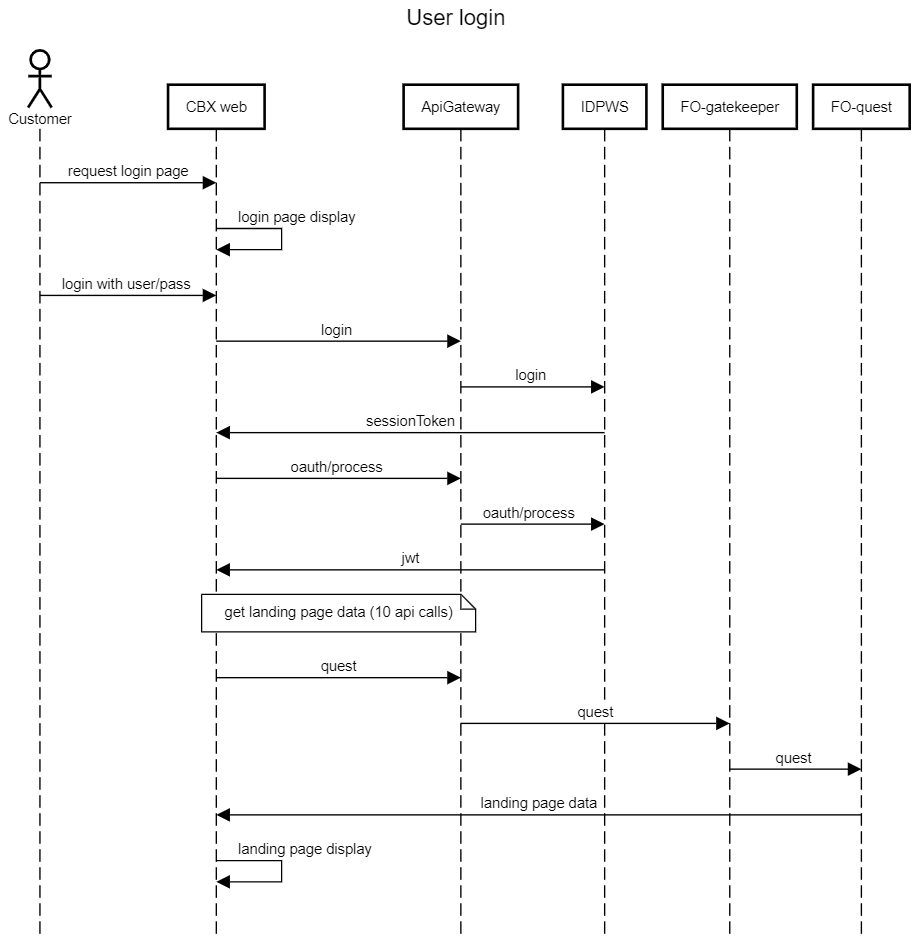 User login
Customer
CBX web
ApiGateway
IDPWS
FO-gatekeeper
FO-quest
request login page
login page display
login with user/pass
login
login
sessionToken
oauth/process
oauth/process
jwt
get landing page data (10 api calls)
quest
quest
quest
landing page data
landing page display